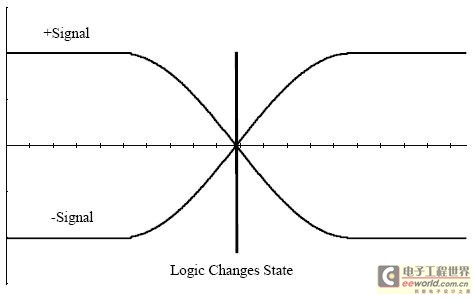 +Signal
-Signal
Logic Changes State
电子工程世界
eeworld.com.cn